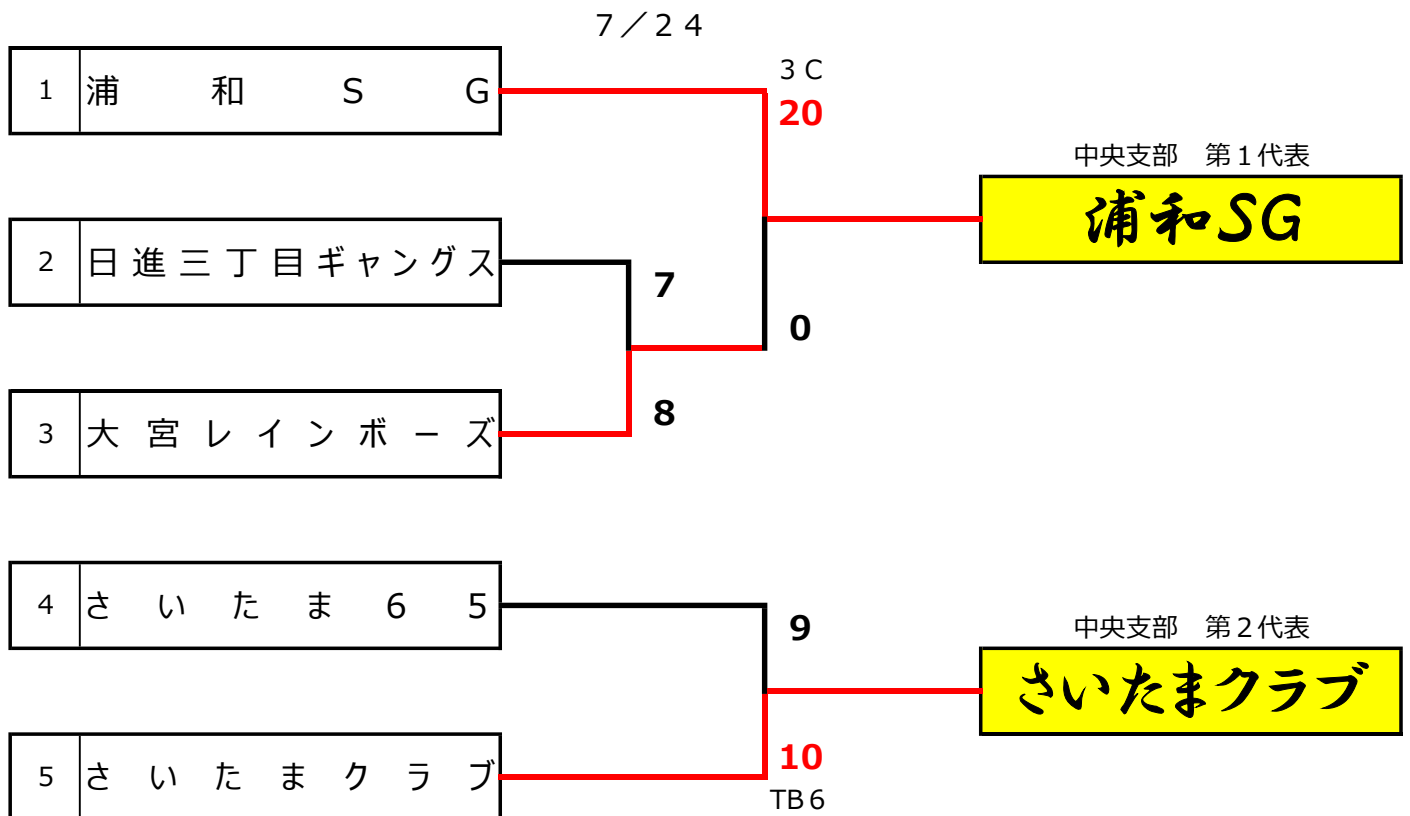 7／24
1 浦和SG
3C
20
中央支部 第1代表
浦和SG
2 日進三丁目ギャングス
7
0
3 大宮レインボーズ
8
4 さいたま65
9
中央支部 第2代表
さいたまクラブ
5 さいたまクラブ
10
TB6